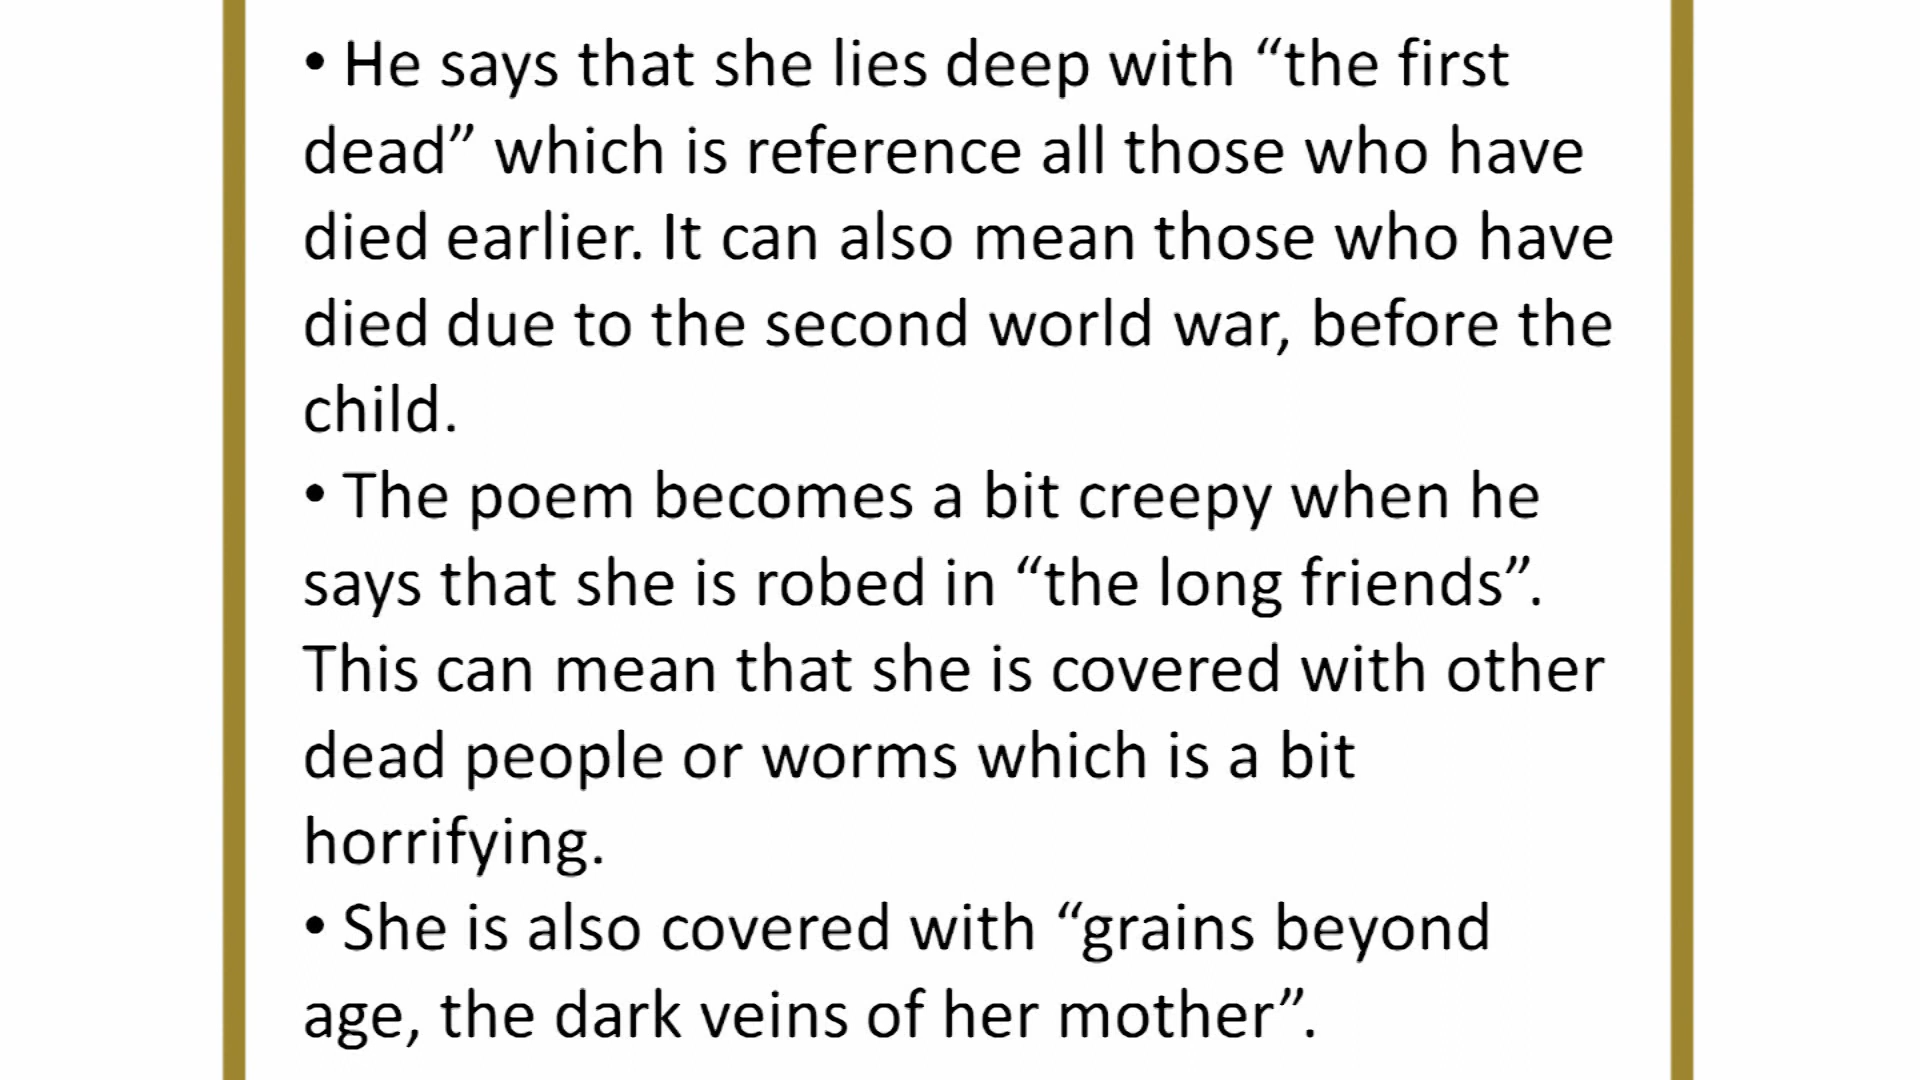 • He says that she lies deep with “the first
dead” which is reference all those who have
died earlier. It can also mean those who have
died due to the second world war, before the
child.
• The poem becomes a bit creepy when he
says that she is robed in “the long friends”.
This can mean that she is covered with other
dead people or worms which is a bit
horrifying.
• She is also covered with “grains beyond
age, the dark veins of her mother”.